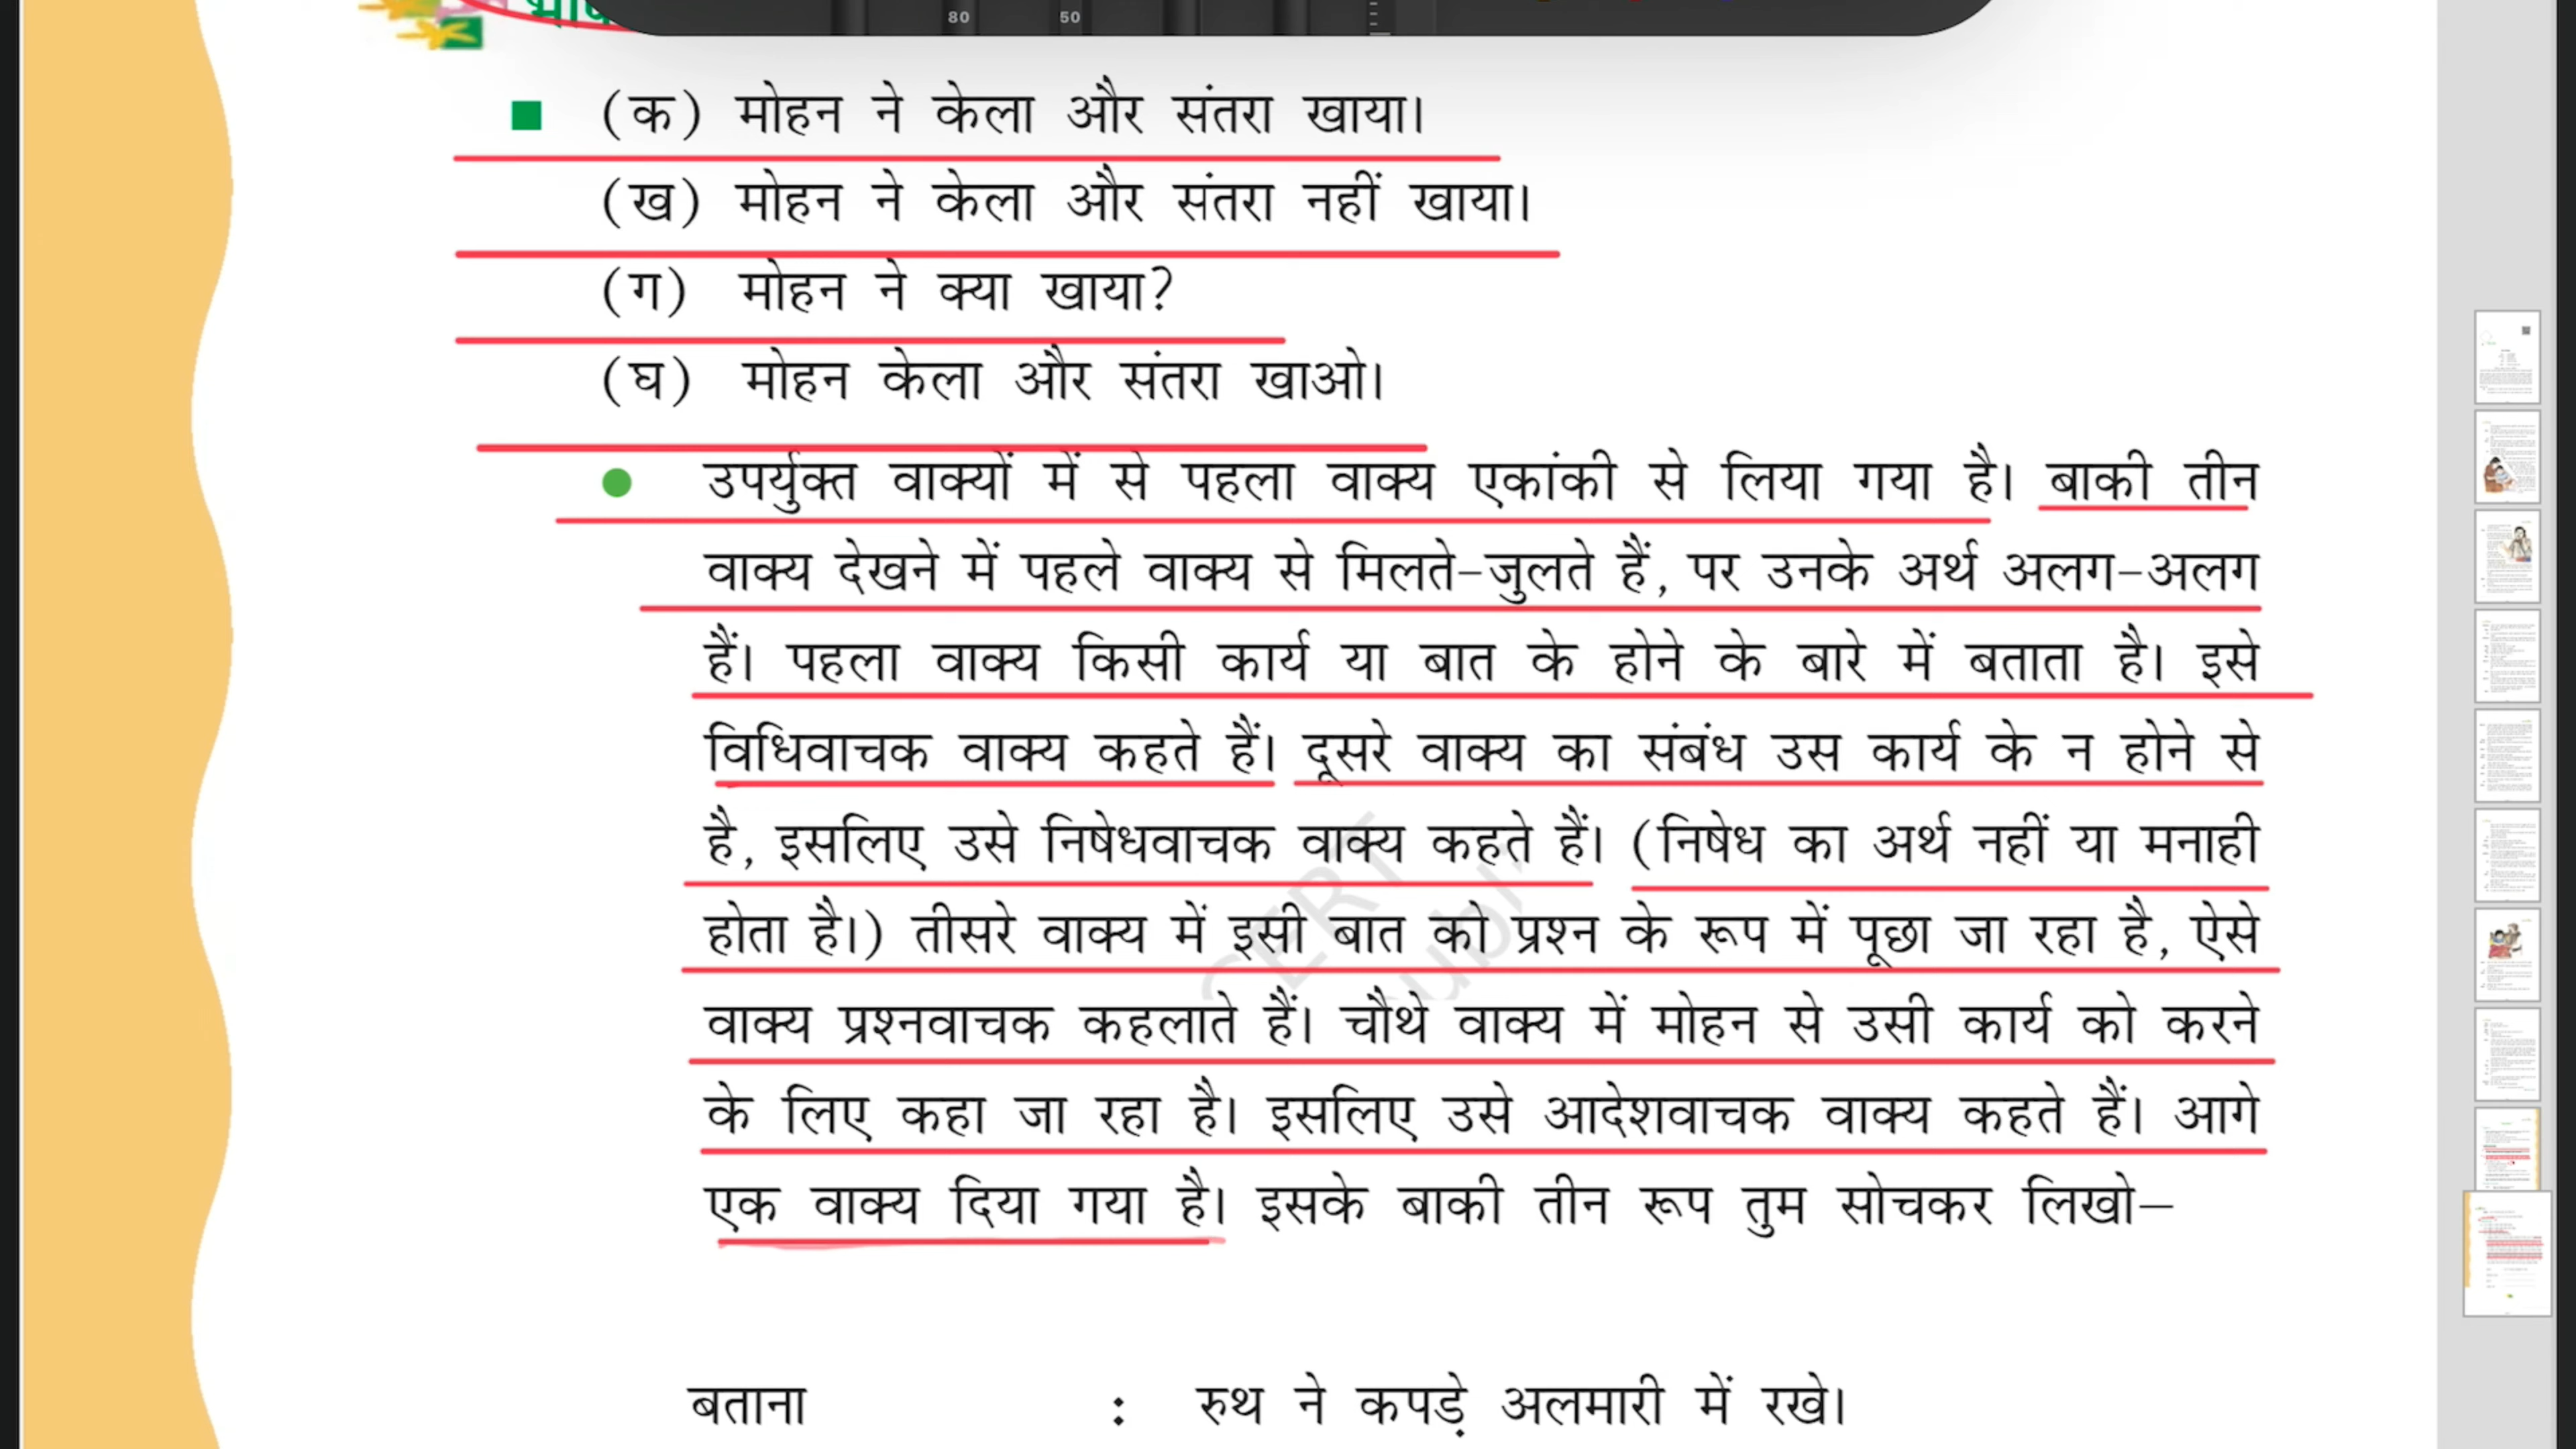 80 50
(क) मोहन ने केला और संतरा खाया।
(ख) मोहन ने केला और संतरा नहीं खाया।
(ग) मोहन ने क्या खाया?
(घ) मोहन केला और संतरा खाओ।
उपर्युक्त वाक्यों में से पहला वाक्य एकांकी से लिया गया है। बाकी तीन
वाक्य देखने में पहले वाक्य से मिलते-जुलते हैं, पर उनके अर्थ अलग-अलग
हैं। पहला वाक्य किसी कार्य या बात के होने के बारे में बताता है। इसे
विधिवाचक वाक्य कहते हैं। दूसरे वाक्य का संबंध उस कार्य के न होने से
है, इसलिए उसे निषेधवाचक वाक्य कहते हैं। (निषेध का अर्थ नहीं या मनाही
होता है।) तीसरे वाक्य में इसी बात को प्रश्न के रूप में पूछा जा रहा है, ऐसे
वाक्य प्रश्नवाचक कहलाते हैं। चौथे वाक्य में मोहन से उसी कार्य को करने
के लिए कहा जा रहा है। इसलिए उसे आदेशवाचक वाक्य कहते हैं। आगे
एक वाक्य दिया गया है। इसके बाकी तीन रूप तुम सोचकर लिखो–
बताना : रुथ ने कपड़े अलमारी में रखे।